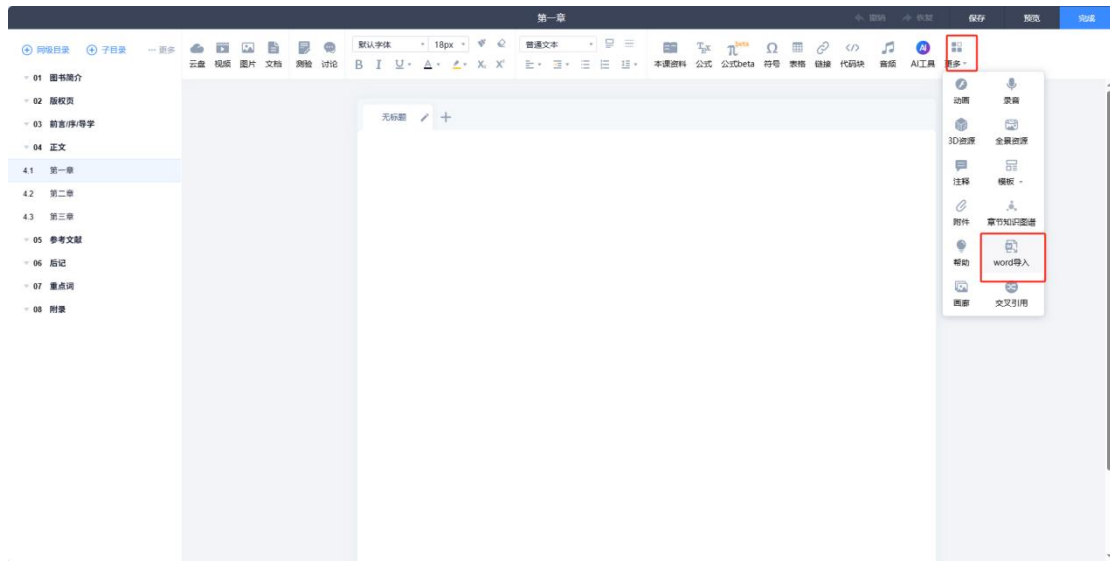 第一章
撤销 恢复 保存 预览 完成
同级目录 子目录 ··· 更多
默认字体 18px 普通文本
云盘 视频 图片 文档 测验 讨论 B I U A X, X' 本课资料 公式 公式beta 符号 表格 链接 代码块 音频 AI工具 更多
01 图书简介
02 版权页
03 前言/序/导学
04 正文
4.1 第一章
4.2 第二章
4.3 第三章
05 参考文献
06 后记
07 重点词
08 附录
无标题
动画 录音
3D资源 全景资源
注释 模板
附件 章节知识图谱
帮助 word导入
画廊 交叉引用